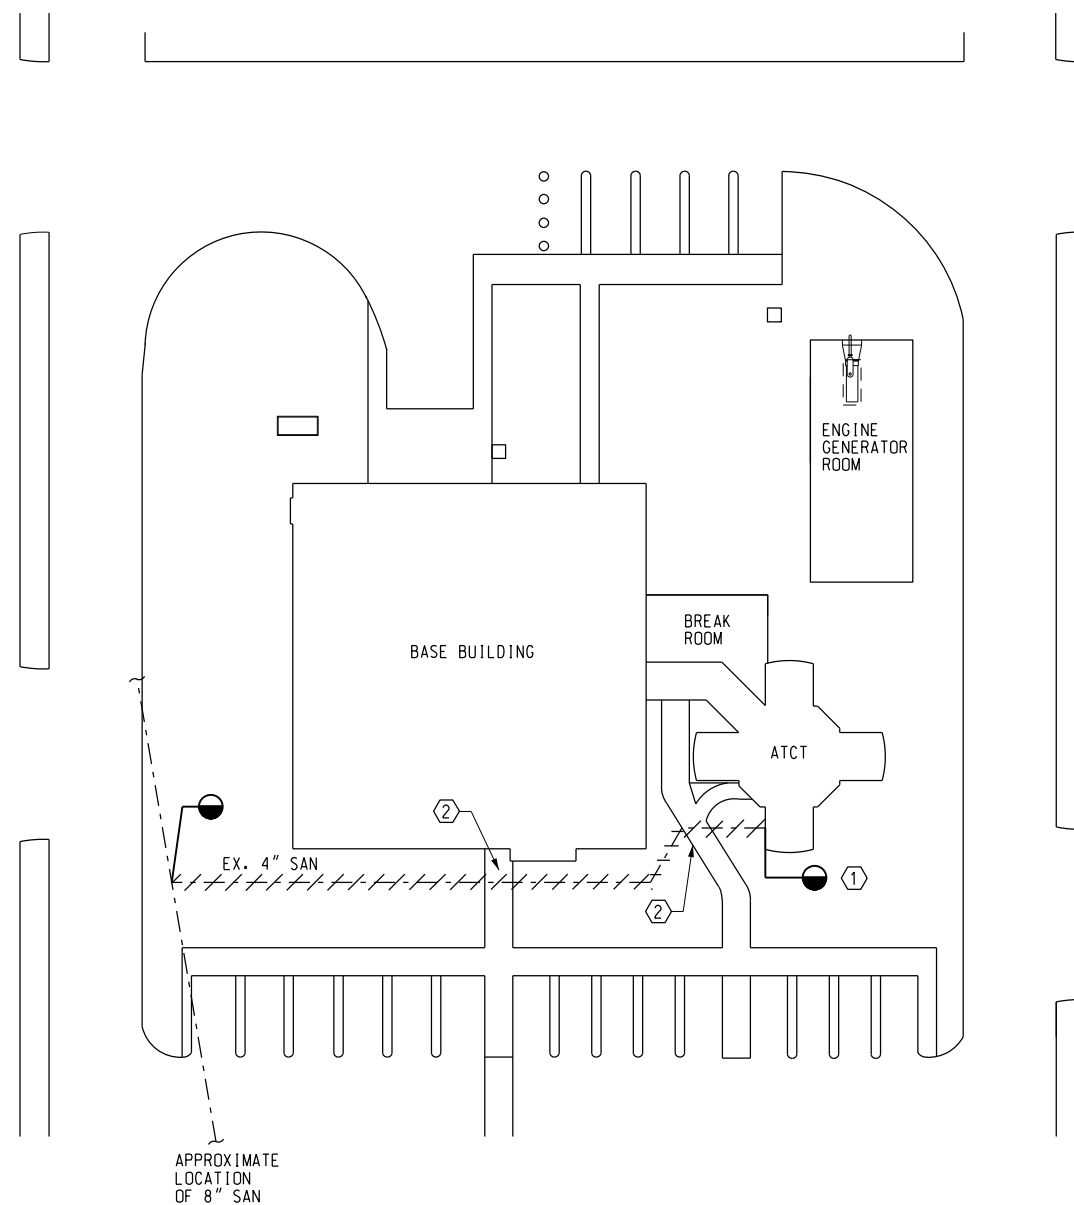 ENGINE
GENERATOR
ROOM
BREAK
ROOM
BASE BUILDING
ATCT
2
EX. 4" SAN
1
2
APPROXIMATE
LOCATION
OF 8" SAN